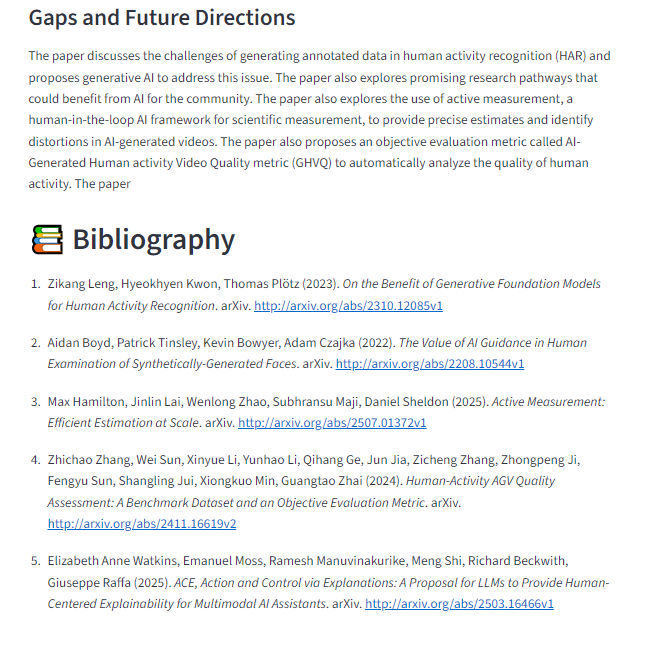 Gaps and Future Directions
The paper discusses the challenges of generating annotated data in human activity recognition (HAR) and
proposes generative AI to address this issue. The paper also explores promising research pathways that
could benefit from AI for the community. The paper also explores the use of active measurement, a
human-in-the-loop AI framework for scientific measurement, to provide precise estimates and identify
distortions in AI-generated videos. The paper also proposes an objective evaluation metric called AI-
Generated Human activity Video Quality metric (GHVQ) to automatically analyze the quality of human
activity. The paper
Bibliography
1. Zikang Leng, Hyeokhyen Kwon, Thomas Plötz (2023). On the Benefit of Generative Foundation Models
for Human Activity Recognition. arXiv. http://arxiv.org/abs/2310.12085v1
2. Aidan Boyd, Patrick Tinsley, Kevin Bowyer, Adam Czajka (2022). The Value of AI Guidance in Human
Examination of Synthetically-Generated Faces. arXiv. http://arxiv.org/abs/2208.10544v1
3. Max Hamilton, Jinlin Lai, Wenlong Zhao, Subhransu Maji, Daniel Sheldon (2025). Active Measurement:
Efficient Estimation at Scale. arXiv. http://arxiv.org/abs/2507.01372v1
4. Zhichao Zhang, Wei Sun, Xinyue Li, Yunhao Li, Qihang Ge, Jun Jia, Zicheng Zhang, Zhongpeng Ji,
Fengyu Sun, Shangling Jui, Xiongkuo Min, Guangtao Zhai (2024). Human-Activity AGV Quality
Assessment: A Benchmark Dataset and an Objective Evaluation Metric. arXiv.
http://arxiv.org/abs/2411.16619v2
5. Elizabeth Anne Watkins, Emanuel Moss, Ramesh Manuvinakurike, Meng Shi, Richard Beckwith,
Giuseppe Raffa (2025). ACE, Action and Control via Explanations: A Proposal for LLMs to Provide Human-
Centered Explainability for Multimodal AI Assistants. arXiv. http://arxiv.org/abs/2503.16466v1